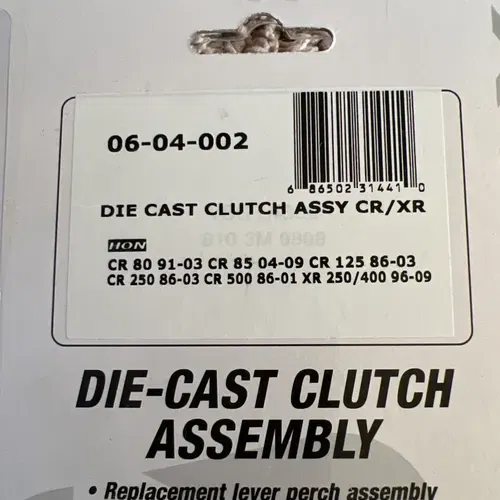 06-04-002
6 86502 31441 0
DIE CAST CLUTCH ASSY CR/XR
HON
CR 80 91-03 CR 85 04-09 CR 125 86-03
CR 250 86-03 CR 500 86-01 XR 250/400 96-09
DIE-CAST CLUTCH
ASSEMBLY
• Replacement lever perch assembly